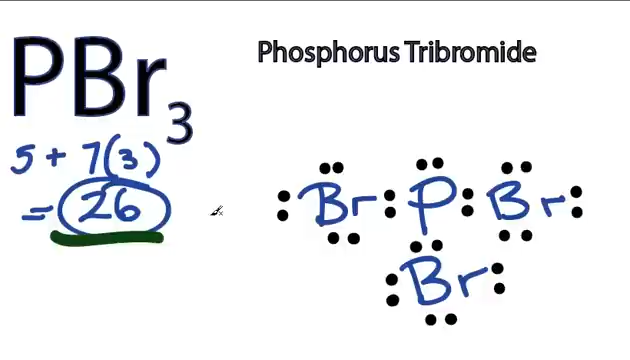 PBr3
Phosphorus Tribromide
5 + 7(3)
= 26
Br P Br
Br